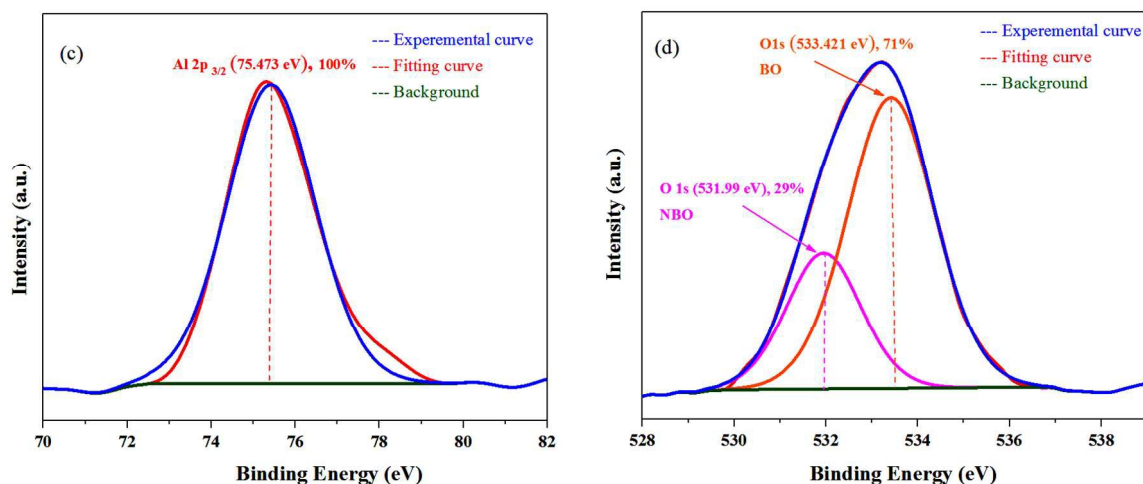 (c)
--- Experemental curve
--- Fitting curve
--- Background
Al 2p 3/2 (75.473 eV), 100%
Intensity (a.u.)
70 72 74 76 78 80 82
Binding Energy (eV)
(d)
--- Experemental curve
--- Fitting curve
--- Background
O1s (533.421 eV), 71%
BO
O 1s (531.99 eV), 29%
NBO
Intensity (a.u.)
528 530 532 534 536 538
Binding Energy (eV)